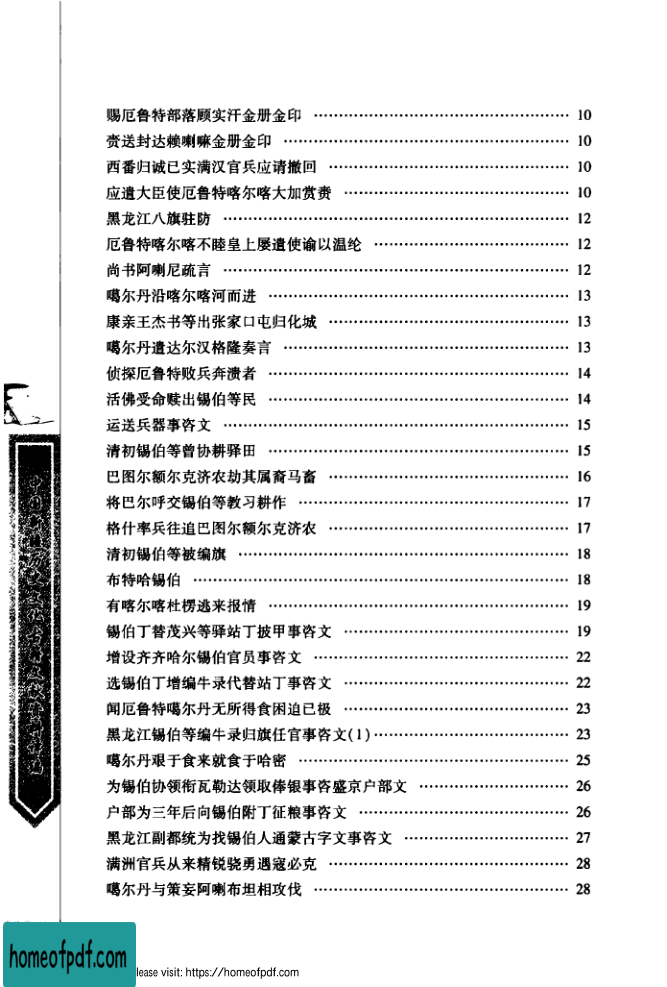 赐厄鲁特部落顾实汗金册金印 …… 10
赍送封达赖喇嘛金册金印 …… 10
西番归诚已实满汉官兵应请撤回 …… 10
应遣大臣使厄鲁特喀尔喀大加赏赉 …… 10
黑龙江八旗驻防 …… 12
厄鲁特喀尔喀不睦皇上屡遣使谕以温纶 …… 12
尚书阿喇尼疏言 …… 12
噶尔丹沿喀尔喀河而进 …… 13
康亲王杰书等出张家口屯归化城 …… 13
噶尔丹遣达尔汉格隆奏言 …… 13
侦探厄鲁特败兵奔溃者 …… 14
活佛受命赎出锡伯等民 …… 14
运送兵器事咨文 …… 15
清初锡伯等曾协耕驿田 …… 15
巴图尔额尔克济农劫其属裔马畜 …… 16
将巴尔呼交锡伯等教习耕作 …… 17
格什率兵往追巴图尔额尔克济农 …… 17
清初锡伯等被编旗 …… 18
布特哈锡伯 …… 18
有喀尔喀杜楞逃来报情 …… 19
锡伯丁替茂兴等驿站丁披甲事咨文 …… 19
增设齐齐哈尔锡伯官员事咨文 …… 22
选锡伯丁增编牛录代替站丁事咨文 …… 22
闻厄鲁特噶尔丹无所得食困迫已极 …… 23
黑龙江锡伯等编牛录归旗任官事咨文(1) …… 23
噶尔丹艰于食来就食于哈密 …… 25
为锡伯协领衔瓦勒达领取俸银事咨盛京户部文 …… 26
户部为三年后向锡伯附丁征粮事咨文 …… 26
黑龙江副都统为找锡伯人通蒙古字文事咨文 …… 27
满洲官兵从来精锐骁勇遇寇必克 …… 28
噶尔丹与策妄阿喇布坦相攻伐 …… 28
中国新疆历史文化
homeofpdf.com
lease visit: https://homeofpdf.com